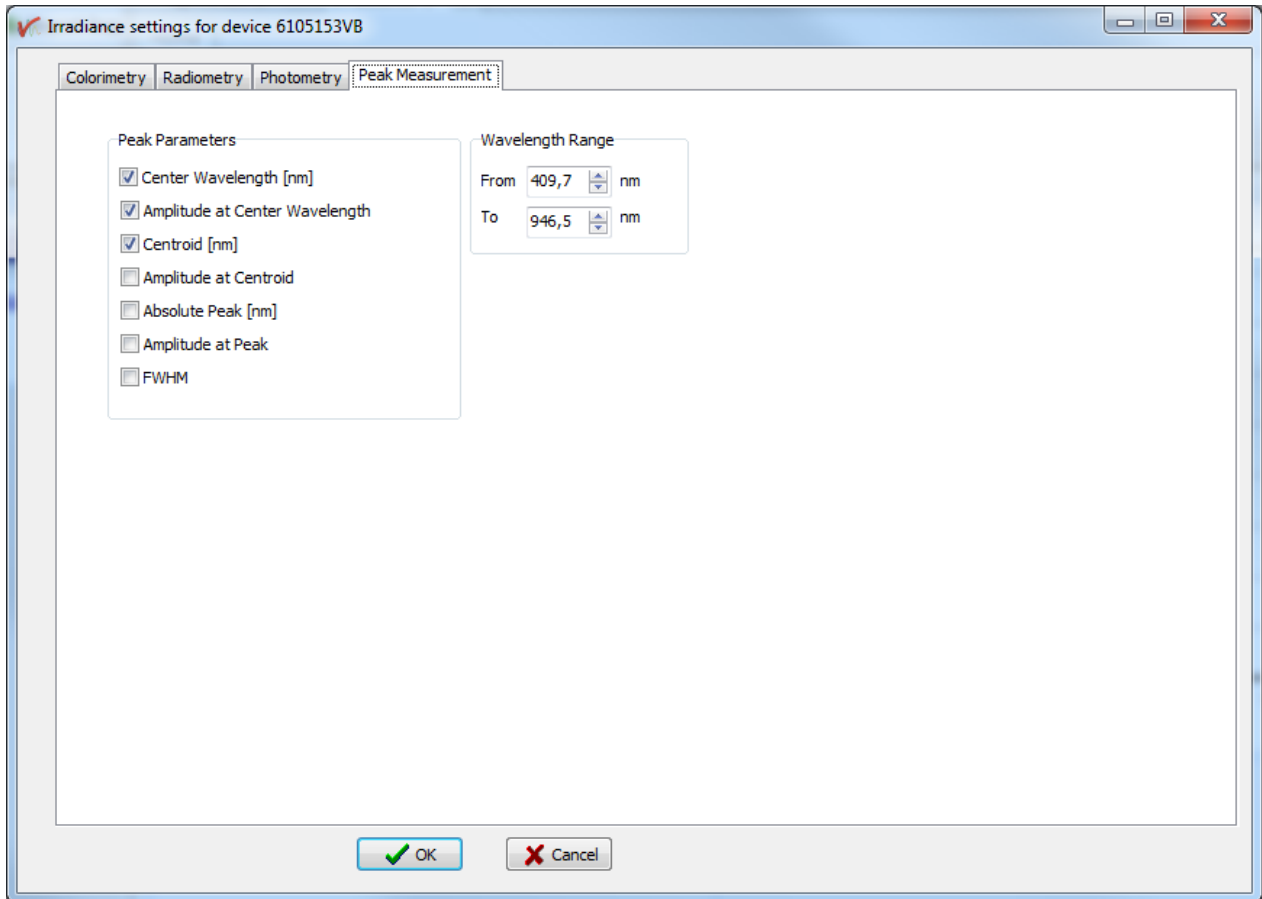 Irradiance settings for device 6105153VB
Colorimetry Radiometry Photometry Peak Measurement
Peak Parameters
Center Wavelength [nm]
Amplitude at Center Wavelength
Centroid [nm]
Amplitude at Centroid
Absolute Peak [nm]
Amplitude at Peak
FWHM
Wavelength Range
From 409,7 nm
To 946,5 nm
OK Cancel